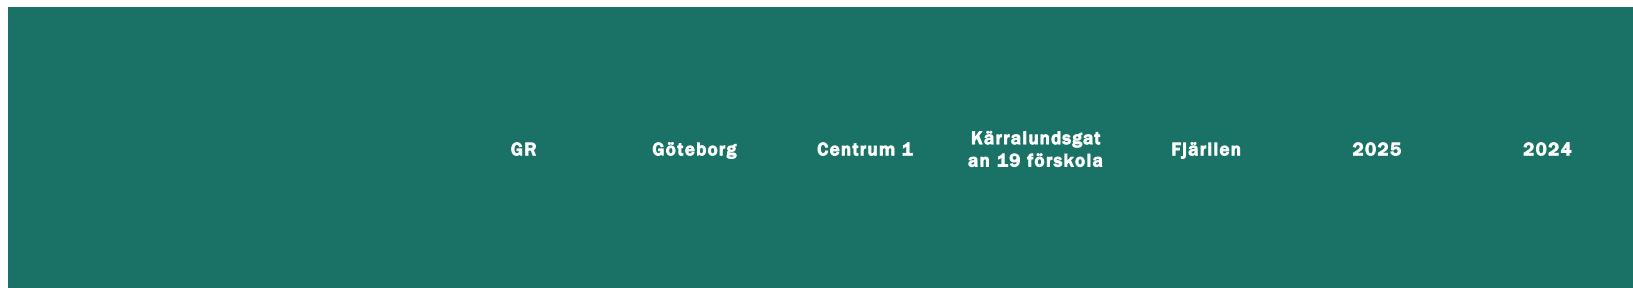 GR
Göteborg
Centrum 1
Kärralundsgat
an 19 förskola
Fjärilen
2025
2024